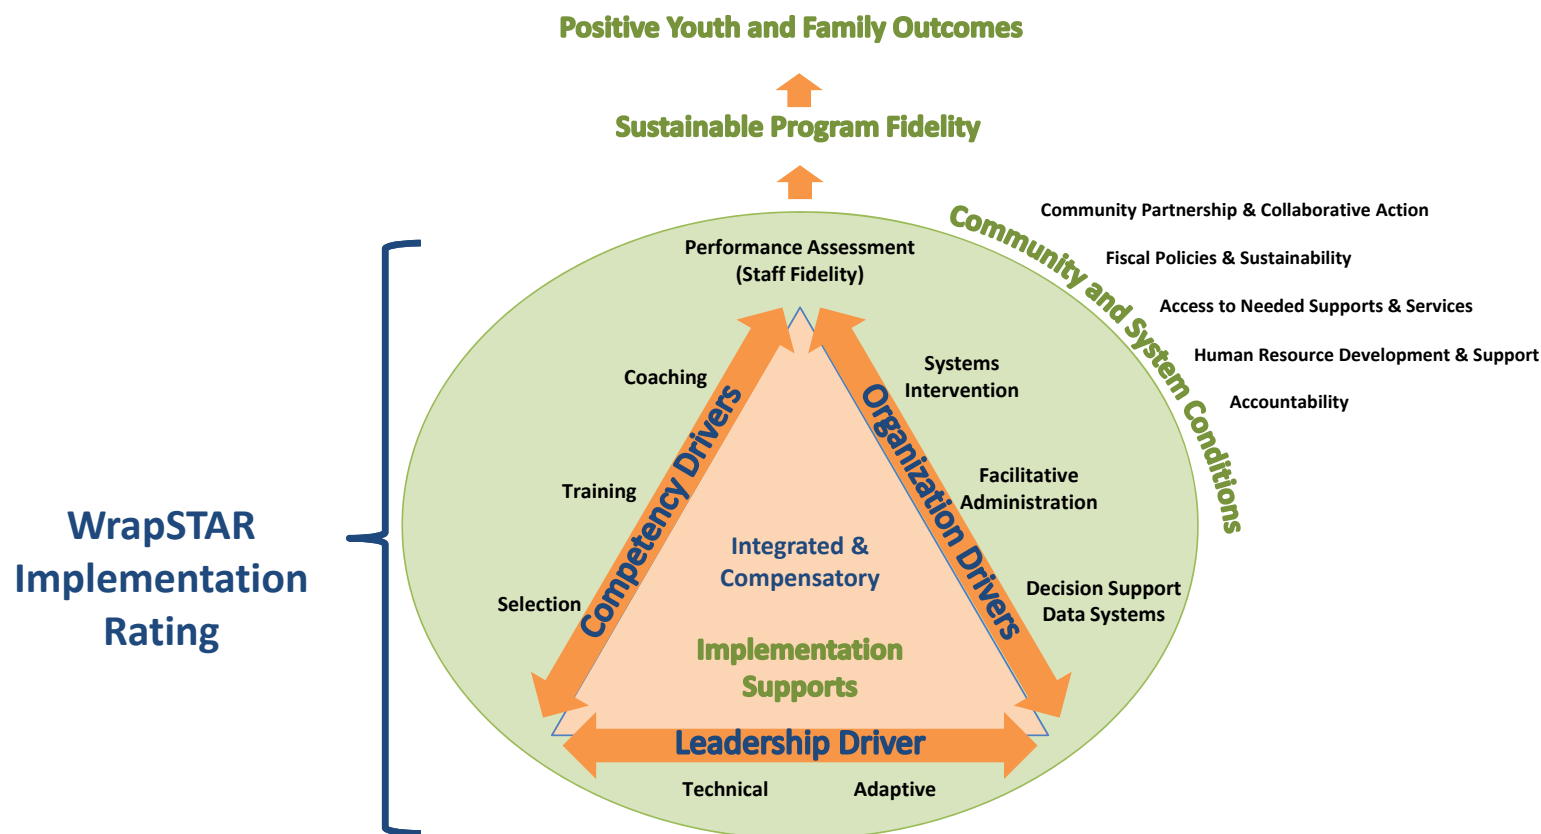 Positive Youth and Family Outcomes
Sustainable Program Fidelity
Community and System Conditions
Community Partnership & Collaborative Action
Fiscal Policies & Sustainability
Access to Needed Supports & Services
Human Resource Development & Support
Accountability
Performance Assessment
(Staff Fidelity)
Coaching
Training
Selection
Competency Drivers
Systems
Intervention
Facilitative
Administration
Decision Support
Data Systems
Organization Drivers
Integrated &
Compensatory
Implementation
Supports
Leadership Driver
Technical
Adaptive
WrapSTAR
Implementation
Rating